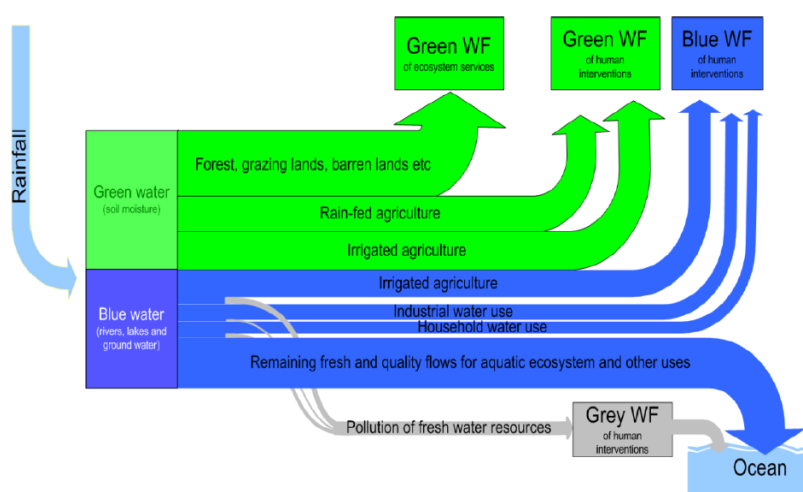 Green WF
of ecosystem services
Green WF
of human
interventions
Blue WF
of human
interventions
Rainfall
Green water
(soil moisture)
Forest, grazing lands, barren lands etc
Rain-fed agriculture
Irrigated agriculture
Blue water
(rivers, lakes and
ground water)
Irrigated agriculture
Industrial water use
Household water use
Remaining fresh and quality flows for aquatic ecosystem and other uses
Pollution of fresh water resources
Grey WF
of human
interventions
Ocean